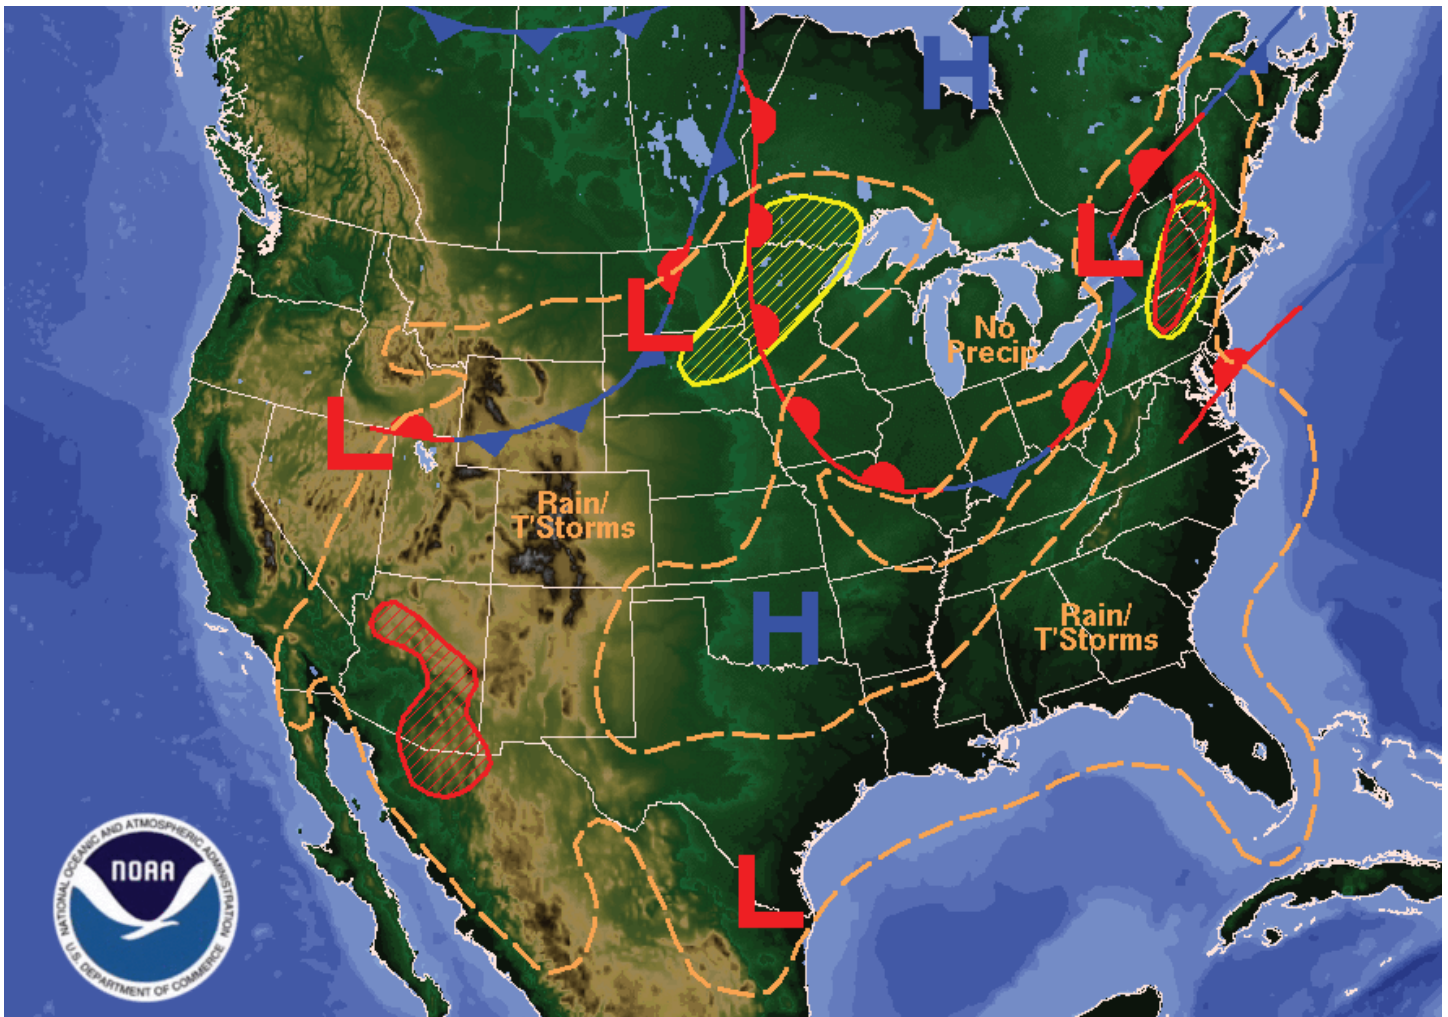 H
L
L
No
Precip
L
Rain/
T'Storms
H
Rain/
T'Storms
L
NATIONAL OCEANIC AND ATMOSPHERIC ADMINISTRATION
NOAA
U.S. DEPARTMENT OF COMMERCE